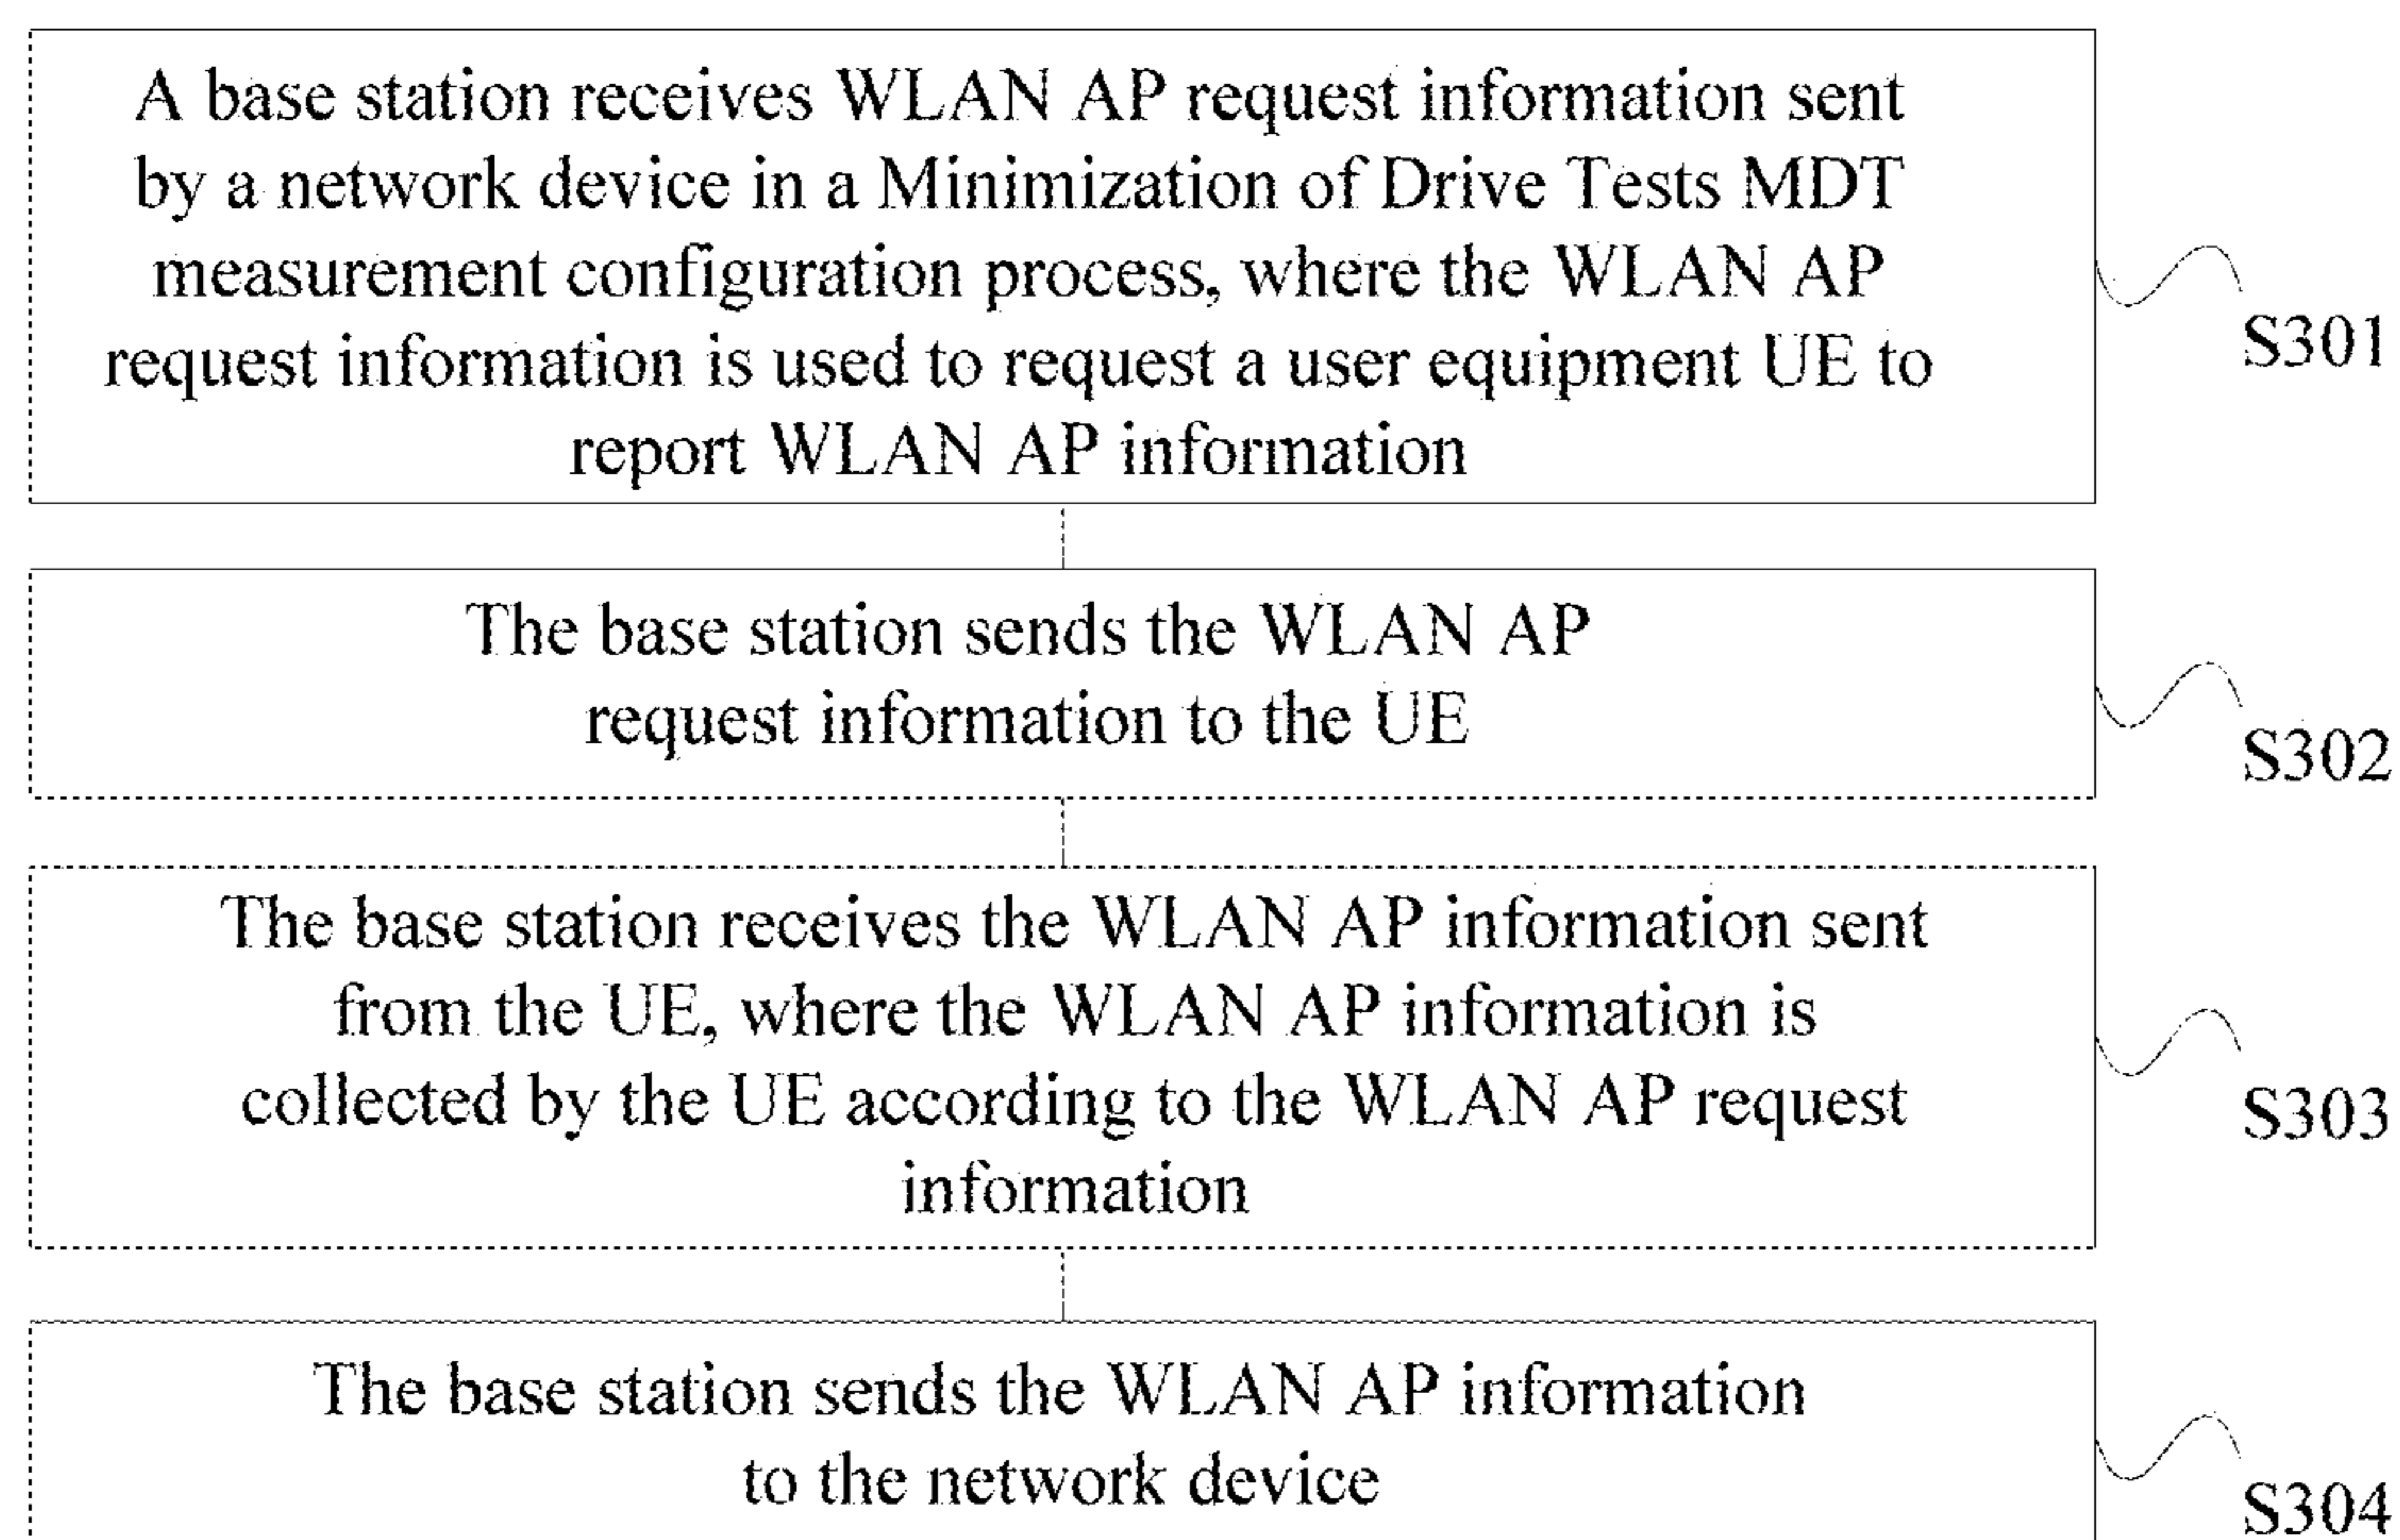 A base station receives WLAN AP request information sent
by a network device in a Minimization of Drive Tests MDT
measurement configuration process, where the WLAN AP
request information is used to request a user equipment UE to
report WLAN AP information
S301
The base station sends the WLAN AP
request information to the UE
S302
The base station receives the WLAN AP information sent
from the UE, where the WLAN AP information is
collected by the UE according to the WLAN AP request
information
S303
The base station sends the WLAN AP information
to the network device
S304